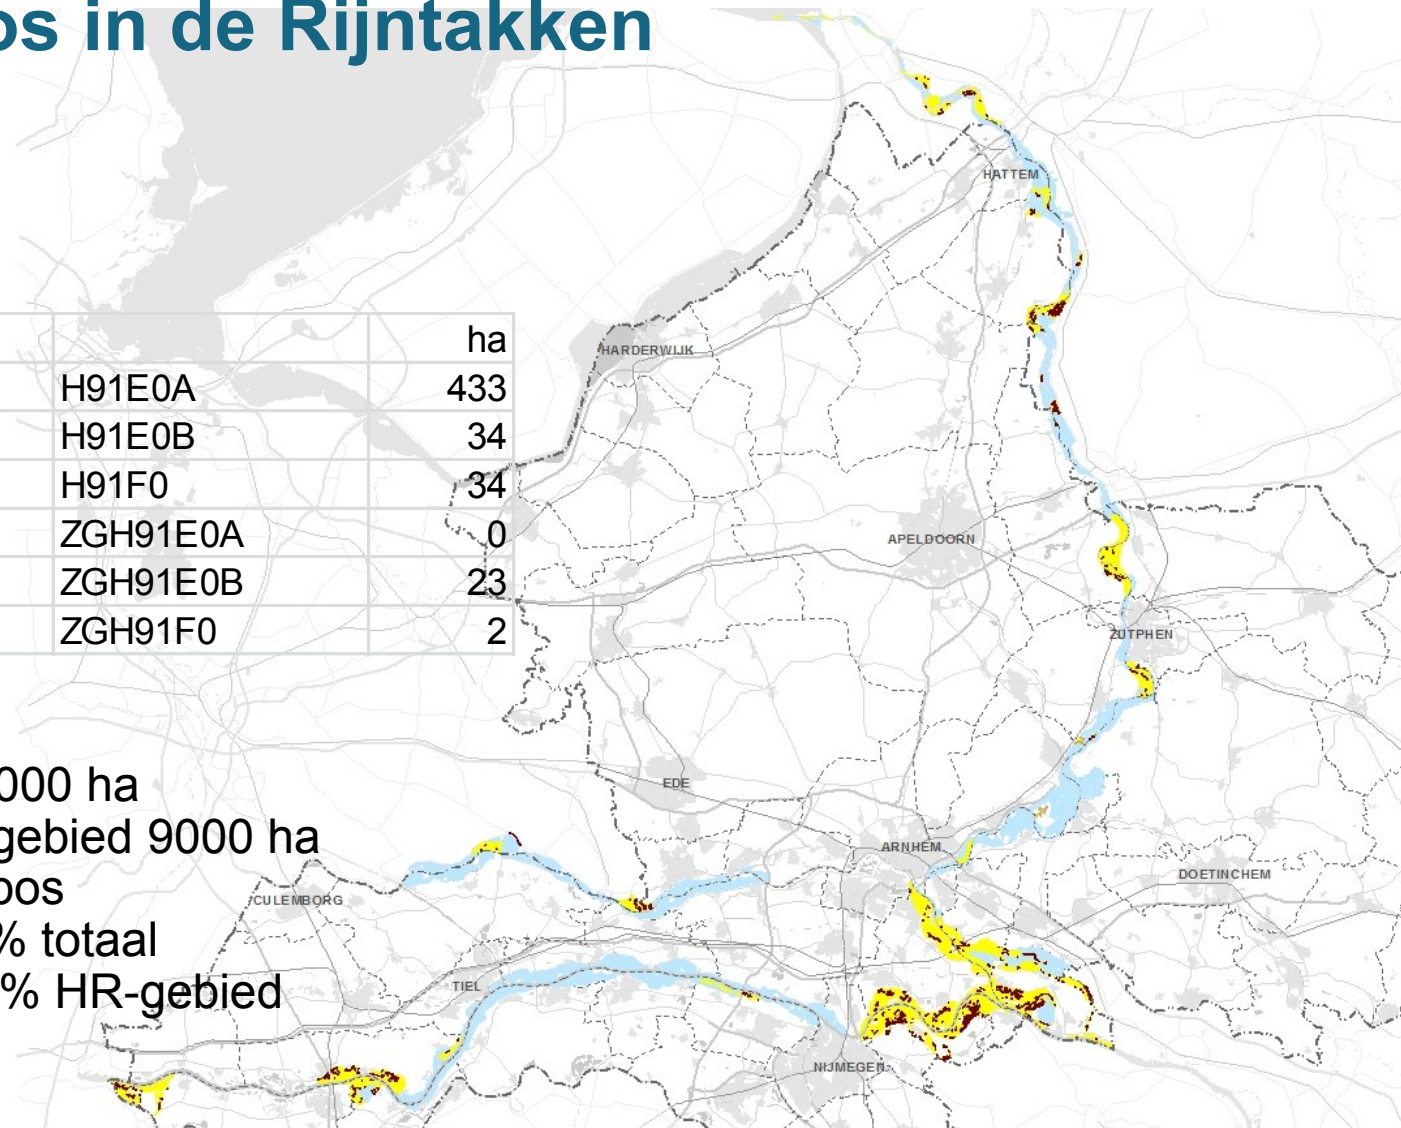 os in de Rijntakken
HATTEM
HARDERWIJK
ha
H91E0A 433
H91E0B 34
H91F0 34
ZGH91E0A 0
ZGH91E0B 23
ZGH91F0 2
APELDOORN
ZUTPHEN
EDE
000 ha
gebied 9000 ha
oos
% totaal
% HR-gebied
ARNHEM
DOETINCHEM
CULEMBORG
TIEL
NIJMEGEN